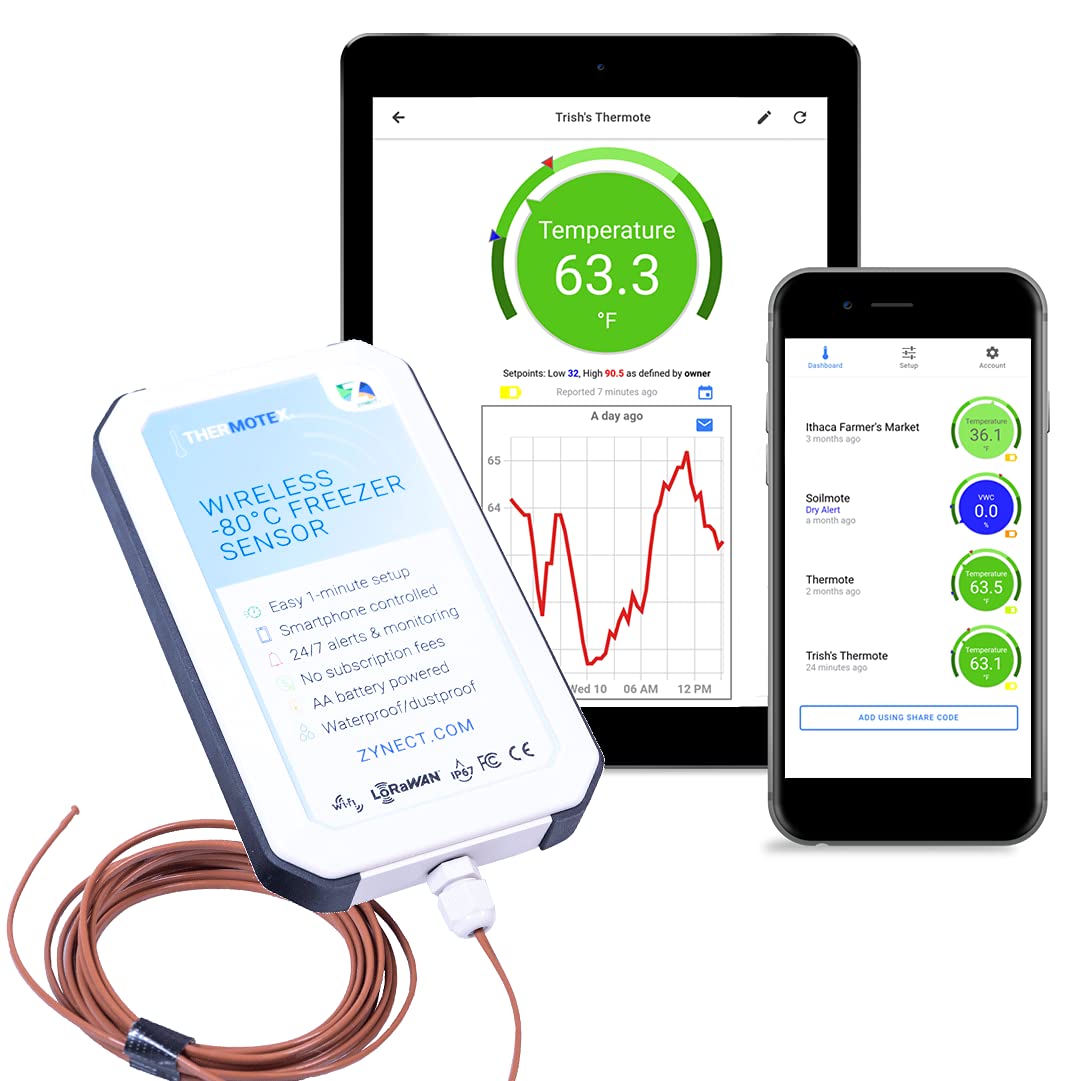 Trish's Thermote
Temperature
63.3
°F
Setpoints: Low 32, High 90.5 as defined by owner
Reported 7 minutes ago
A day ago
65
64
Wed 10 06 AM 12 PM
THERMOTEX
WIRELESS
-80°C FREEZER
SENSOR
Easy 1-minute setup
Smartphone controlled
24/7 alerts & monitoring
No subscription fees
AA battery powered
Waterproof/dustproof
ZYNECT.COM
Wi-Fi LoRaWAN IP67 FC CE
Dashboard Setup Account
Ithaca Farmer's Market
3 months ago
Temperature
36.1
°F
Soilmote
Dry Alert
a month ago
VWC
0.0
%
Thermote
2 months ago
Temperature
63.5
°F
Trish's Thermote
24 minutes ago
Temperature
63.1
°F
ADD USING SHARE CODE